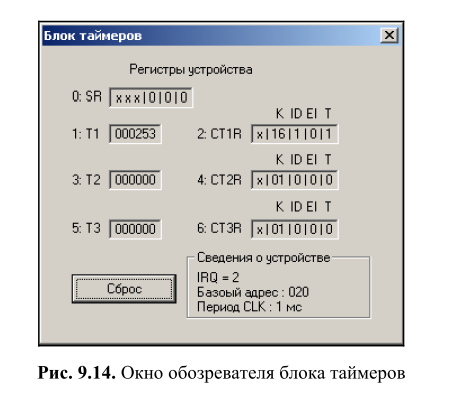 Блок таймеров
Регистры устройства
0: SR xxx|0|0|0
K ID EI T
1: T1 000253 2: CT1R x|16|1|0|1
K ID EI T
3: T2 000000 4: CT2R x|01|0|0|0
K ID EI T
5: T3 000000 6: CT3R x|01|0|0|0
Сведения о устройстве
IRQ = 2
Сброс
Базоый адрес : 020
Период CLK : 1 мс
Рис. 9.14. Окно обозревателя блока таймеров